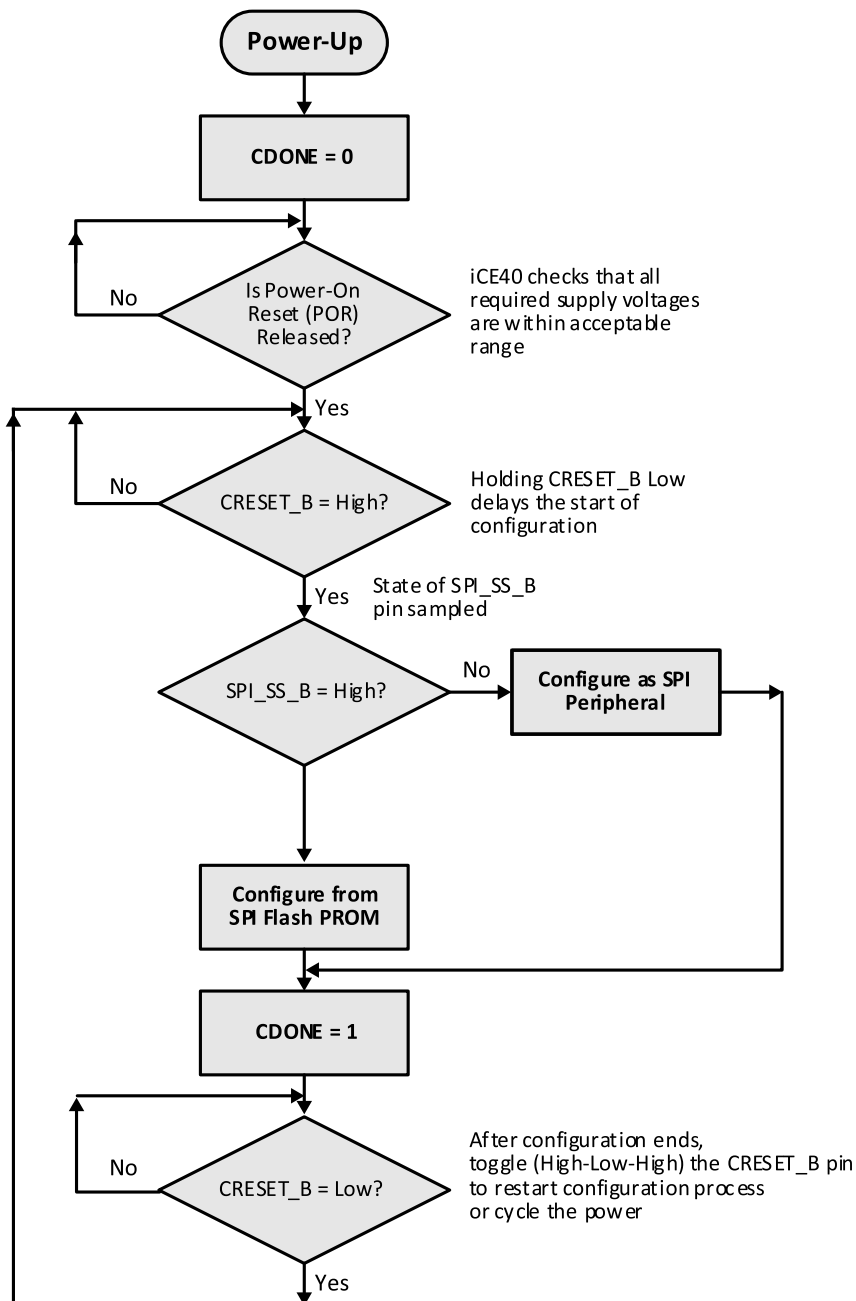 Power-Up
CDONE = 0
Is Power-On
Reset (POR)
Released?
No
iCE40 checks that all
required supply voltages
are within acceptable
range
Yes
CRESET_B = High?
No
Holding CRESET_B Low
delays the start of
configuration
Yes
State of SPI_SS_B
pin sampled
SPI_SS_B = High?
No
Configure as SPI
Peripheral
Configure from
SPI Flash PROM
CDONE = 1
CRESET_B = Low?
No
After configuration ends,
toggle (High-Low-High) the CRESET_B pin
to restart configuration process
or cycle the power
Yes